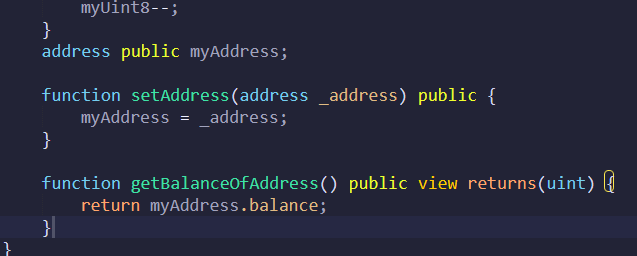 myUint8--;
}
address public myAddress;
function setAddress(address _address) public {
myAddress = _address;
}
function getBalanceOfAddress() public view returns(uint) {
return myAddress.balance;
}
}